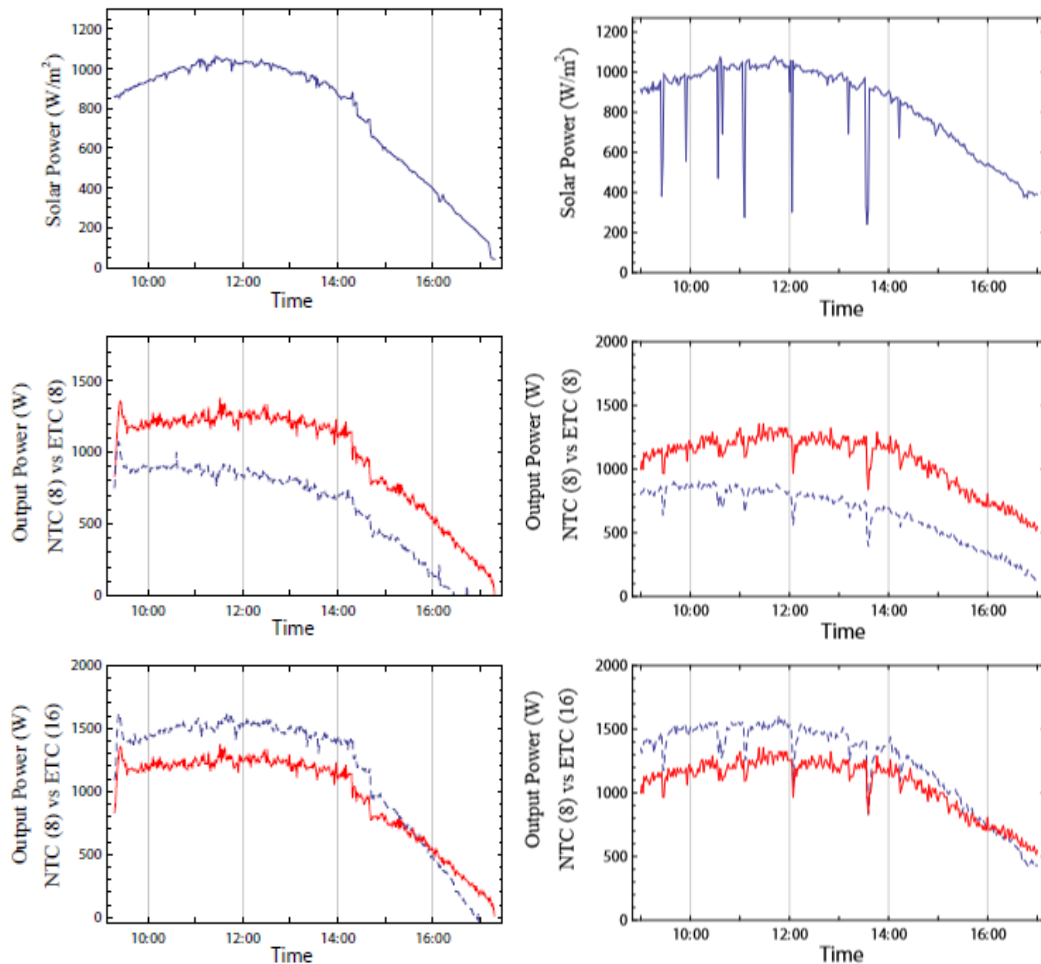 Solar Power (W/m²)
1200
1000
800
600
400
200
0
10:00 12:00 14:00 16:00
Time
Solar Power (W/m²)
1200
1000
800
600
400
200
0
10:00 12:00 14:00 16:00
Time
Output Power (W)
NTC (8) vs ETC (8)
1500
1000
500
0
10:00 12:00 14:00 16:00
Time
Output Power (W)
NTC (8) vs ETC (8)
2000
1500
1000
500
0
10:00 12:00 14:00 16:00
Time
Output Power (W)
NTC (8) vs ETC (16)
2000
1500
1000
500
0
10:00 12:00 14:00 16:00
Time
Output Power (W)
NTC (8) vs ETC (16)
2000
1500
1000
500
0
10:00 12:00 14:00 16:00
Time